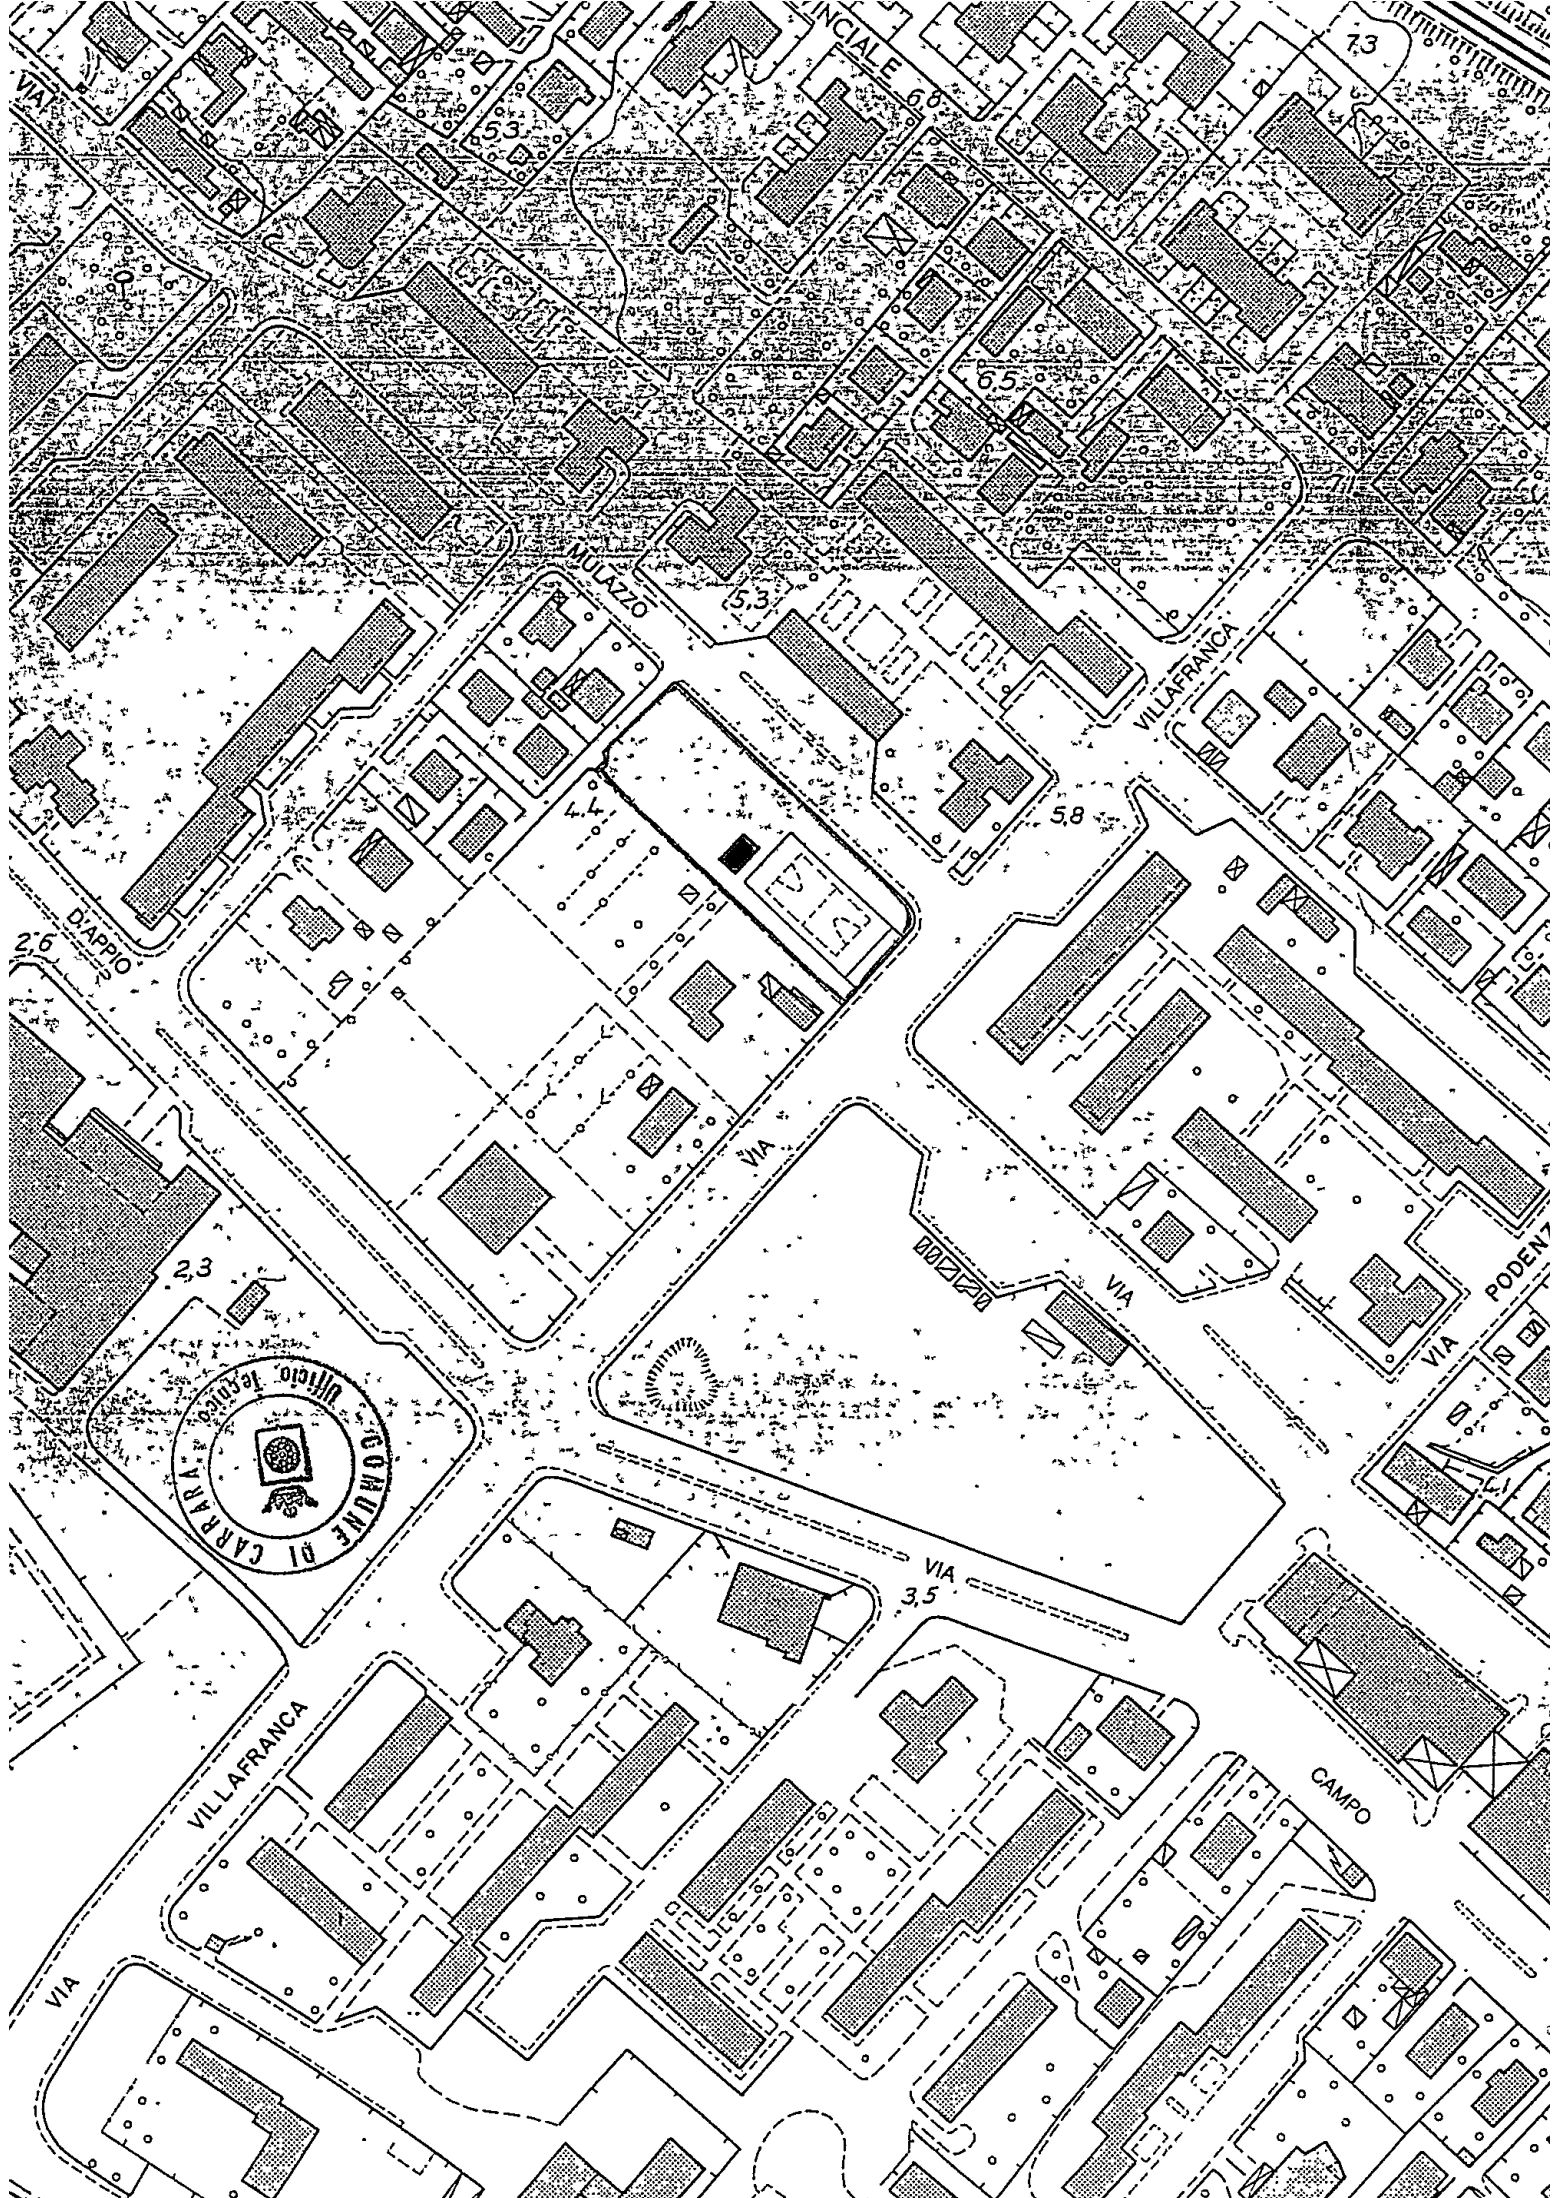 NCIALE
7,3
VIA
6,8
5,3
6,5
MULAZZO
5,3
VILLAFRANCA
4,4
5,8
D'APPIO
2,6
VIA
2,3
VIA
PODENZ
VIA
COMUNE DI CARRARA
Ufficio Tecnico
VIA
3,5
VILLAFRANCA
CAMPO
VIA